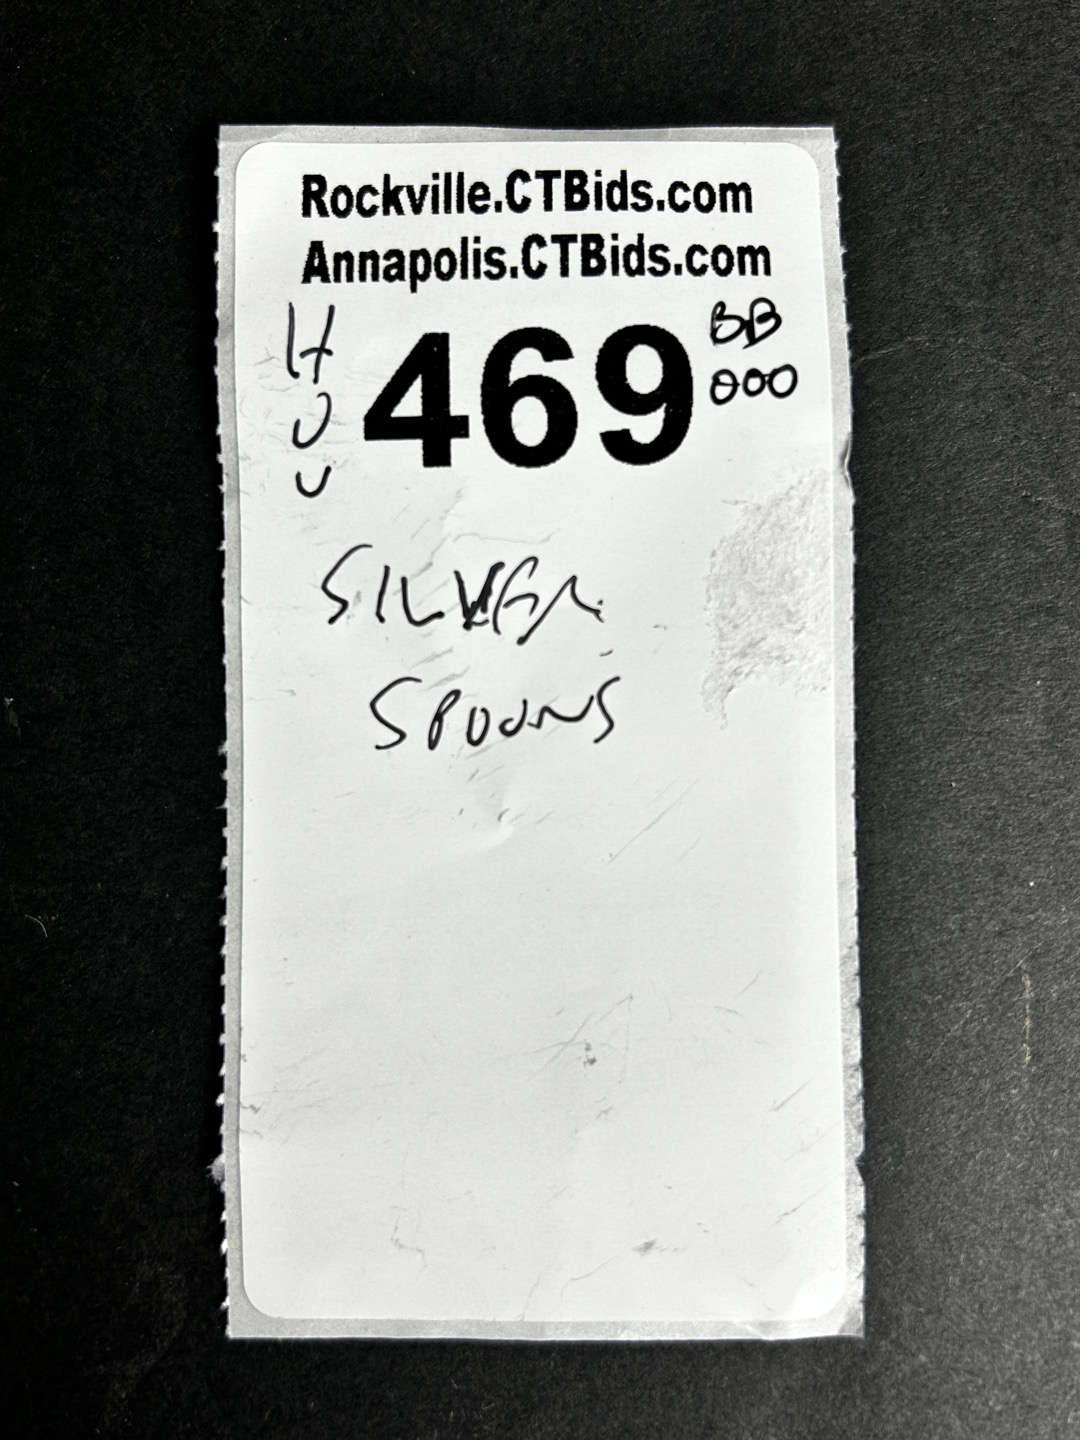 Rockville.CTBids.com
Annapolis.CTBids.com
469
BB
000
H
U
U
SILVER
SPOONS